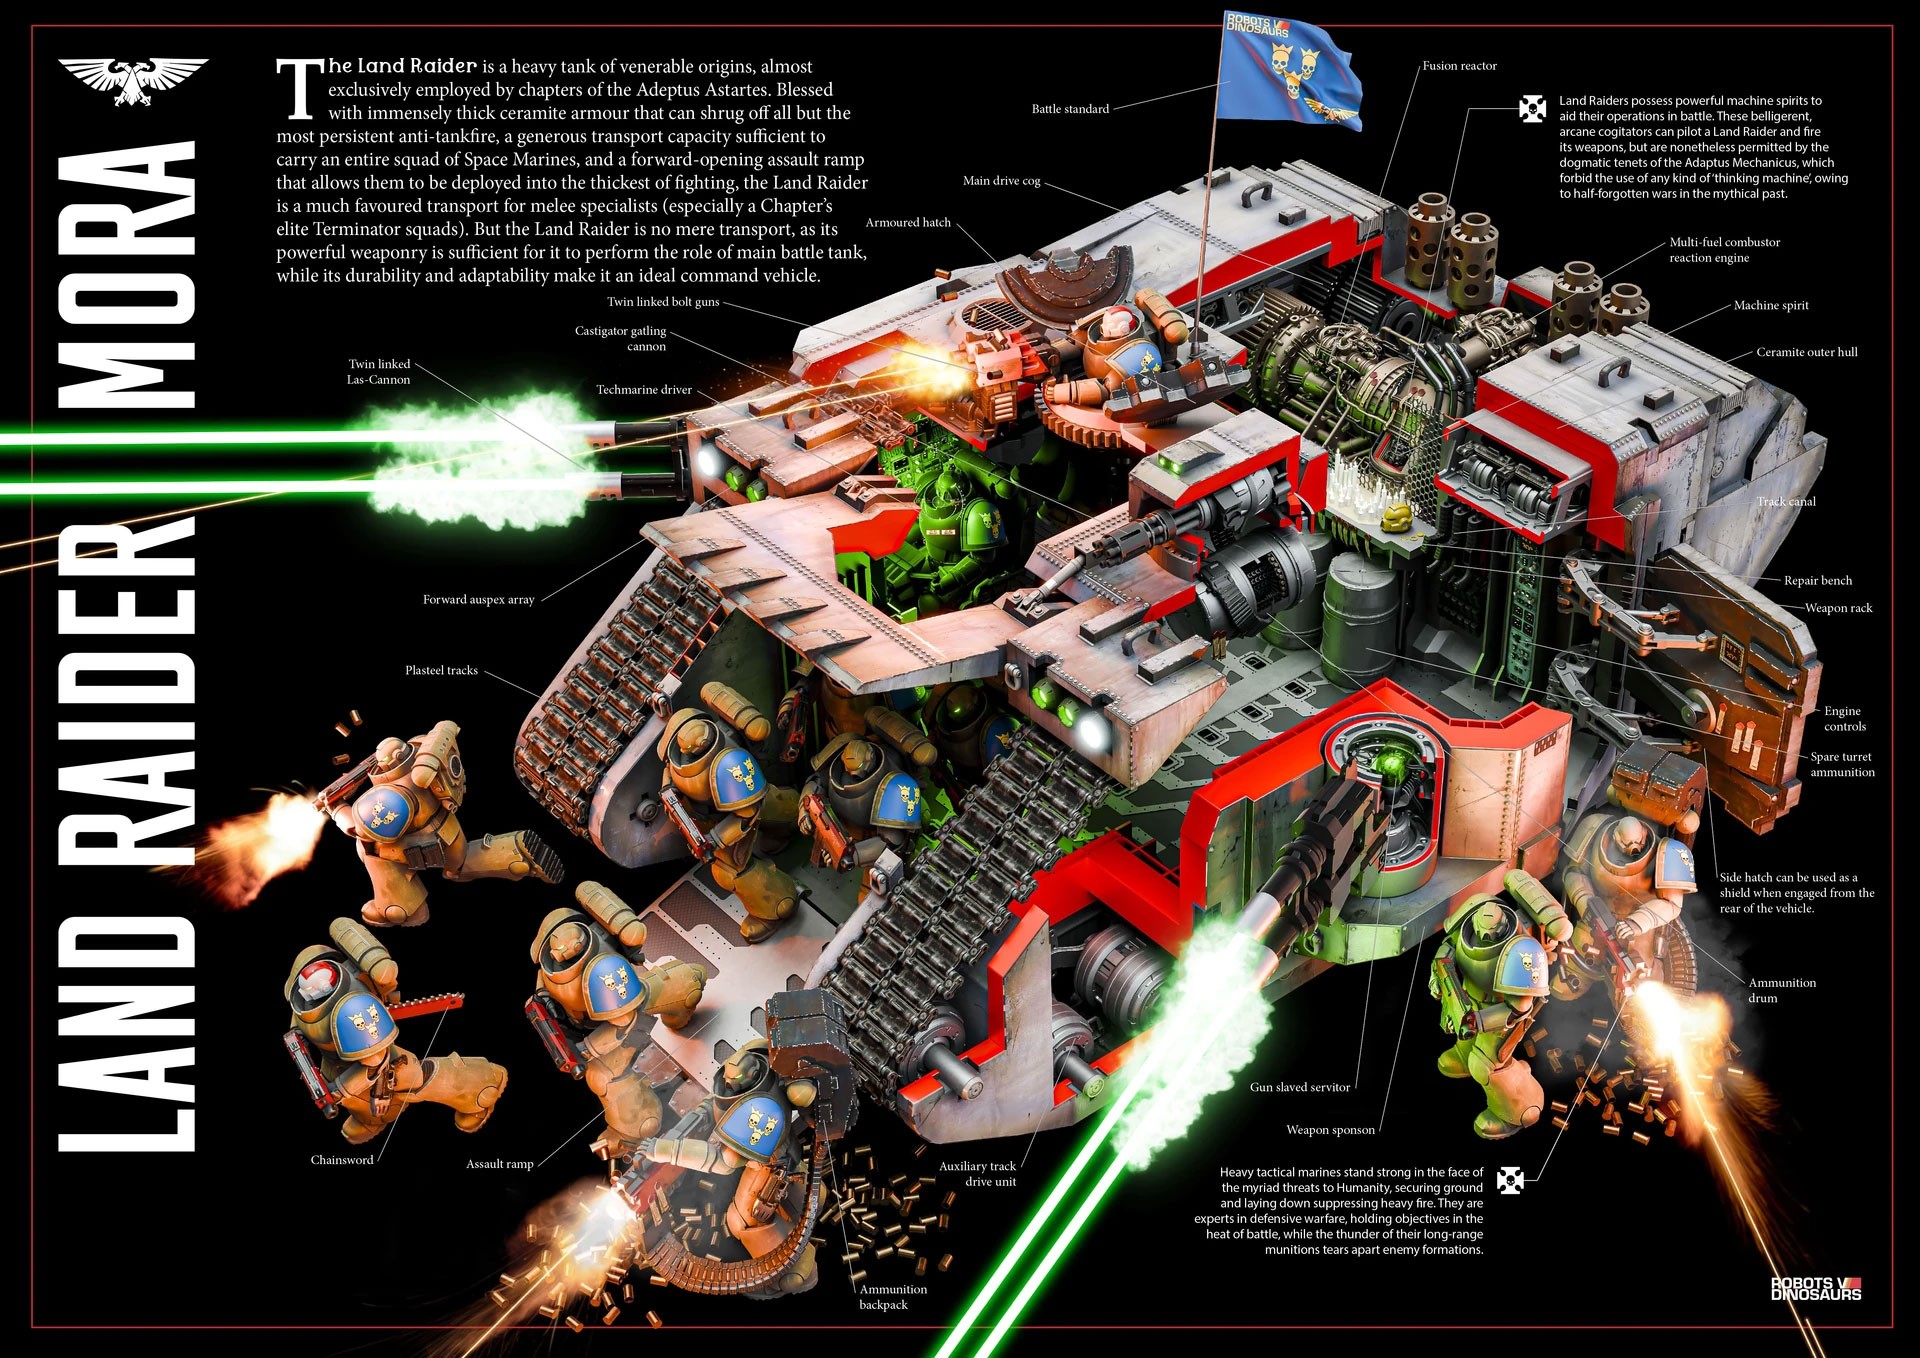 LAND RAIDER MORA
The Land Raider is a heavy tank of venerable origins, almost
exclusively employed by chapters of the Adeptus Astartes. Blessed
with immensely thick ceramite armour that can shrug off all but the
most persistent anti-tankfire, a generous transport capacity sufficient to
carry an entire squad of Space Marines, and a forward-opening assault ramp
that allows them to be deployed into the thickest of fighting, the Land Raider
is a much favoured transport for melee specialists (especially a Chapter's
elite Terminator squads). But the Land Raider is no mere transport, as its
powerful weaponry is sufficient for it to perform the role of main battle tank,
while its durability and adaptability make it an ideal command vehicle.
ROBOTS V
DINOSAURS
Fusion reactor
Battle standard
Land Raiders possess powerful machine spirits to
aid their operations in battle. These belligerent,
arcane cogitators can pilot a Land Raider and fire
its weapons, but are nonetheless permitted by the
dogmatic tenets of the Adaptus Mechanicus, which
forbid the use of any kind of 'thinking machine', owing
to half-forgotten wars in the mythical past.
Main drive cog
Armoured hatch
Multi-fuel combustor
reaction engine
Twin linked bolt guns
Machine spirit
Castigator gatling
cannon
Ceramite outer hull
Twin linked
Las-Cannon
Techmarine driver
Track canal
Repair bench
Forward auspex array
Weapon rack
Plasteel tracks
Engine
controls
Spare turret
ammunition
Side hatch can be used as a
shield when engaged from the
rear of the vehicle.
Ammunition
drum
Gun slaved servitor
Weapon sponson
Chainsword
Assault ramp
Auxiliary track
drive unit
Heavy tactical marines stand strong in the face of
the myriad threats to Humanity, securing ground
and laying down suppressing heavy fire. They are
experts in defensive warfare, holding objectives in the
heat of battle, while the thunder of their long-range
munitions tears apart enemy formations.
Ammunition
backpack
ROBOTS V
DINOSAURS